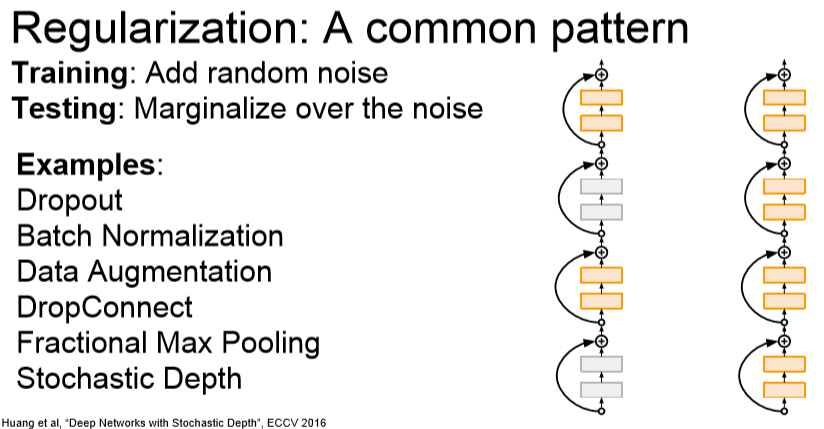 Regularization: A common pattern
Training: Add random noise
Testing: Marginalize over the noise
Examples:
Dropout
Batch Normalization
Data Augmentation
DropConnect
Fractional Max Pooling
Stochastic Depth
Huang et al, “Deep Networks with Stochastic Depth”, ECCV 2016